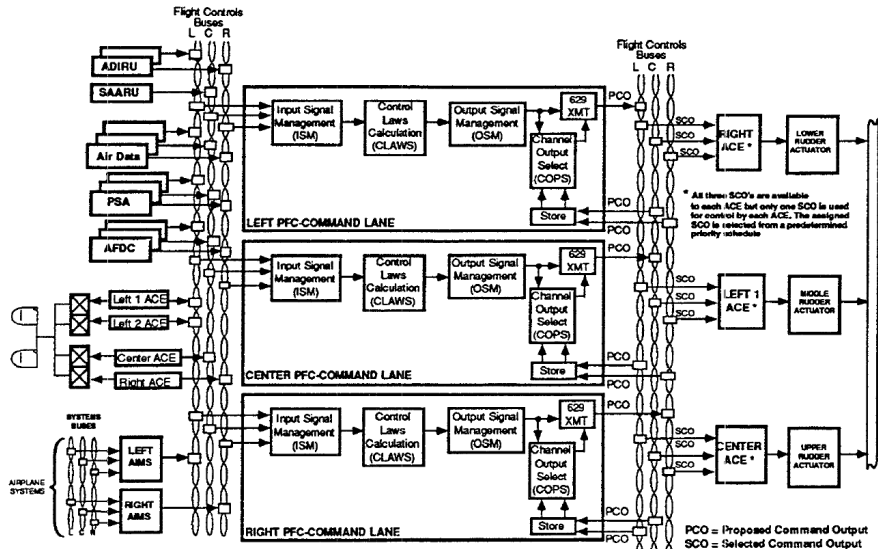 Flight Controls
Buses
L C R
ADIRU
SAARU
Air Data
PSA
AFDC
Left 1 ACE
Left 2 ACE
Center ACE
Right ACE
SYSTEMS
BUSES
AIRPLANE
SYSTEMS
LEFT
AIMS
RIGHT
AIMS
L C R
Input Signal
Management
(ISM)
Control
Laws
Calculation
(CLAWS)
Output Signal
Management
(OSM)
629
XMT
Channel
Output
Select
(COPS)
Store
LEFT PFC-COMMAND LANE
PCO
PCO
PCO
Input Signal
Management
(ISM)
Control
Laws
Calculation
(CLAWS)
Output Signal
Management
(OSM)
629
XMT
Channel
Output
Select
(COPS)
Store
CENTER PFC-COMMAND LANE
PCO
PCO
PCO
Input Signal
Management
(ISM)
Control
Laws
Calculation
(CLAWS)
Output Signal
Management
(OSM)
629
XMT
Channel
Output
Select
(COPS)
Store
RIGHT PFC-COMMAND LANE
PCO
PCO
PCO
Flight Controls
Buses
L C R
SCO
SCO
SCO
RIGHT
ACE *
LOWER
RUDDER
ACTUATOR
* All three SCO's are available
to each ACE but only one SCO is used
for control by each ACE. The assigned
SCO is selected from a predetermined
priority schedule
SCO
SCO
SCO
LEFT 1
ACE *
MIDDLE
RUDDER
ACTUATOR
SCO
SCO
SCO
CENTER
ACE *
UPPER
RUDDER
ACTUATOR
PCO = Proposed Command Output
SCO = Selected Command Output